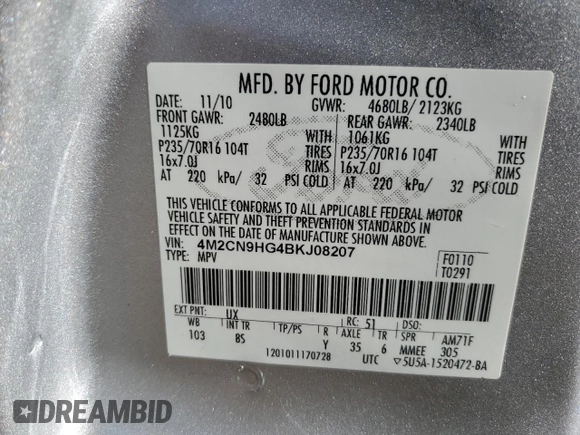 MFD. BY FORD MOTOR CO.
DATE: 11/10 GVWR: 4680LB/ 2123KG
FRONT GAWR: 2480LB REAR GAWR: 2340LB
1125KG WITH 1061KG WITH
P235/70R16 104T TIRES P235/70R16 104T TIRES
16x7.0J RIMS 16x7.0J RIMS
AT 220 kPa/ 32 PSI COLD AT 220 kPa/ 32 PSI COLD
THIS VEHICLE CONFORMS TO ALL APPLICABLE FEDERAL MOTOR
VEHICLE SAFETY AND THEFT PREVENTION STANDARDS IN
EFFECT ON THE DATE OF MANUFACTURE SHOWN ABOVE.
VIN: 4M2CN9HG4BKJ08207 F0110
TYPE: MPV T0291
EXT PNT: UX RC: 51 DSO:
WB INT TR TP/PS R AXLE TR SPR AM71F
103 8S Y 35 6 MMEE 305
1201011170728 UTC ▽5U5A-1520472-BA
DREAMBID